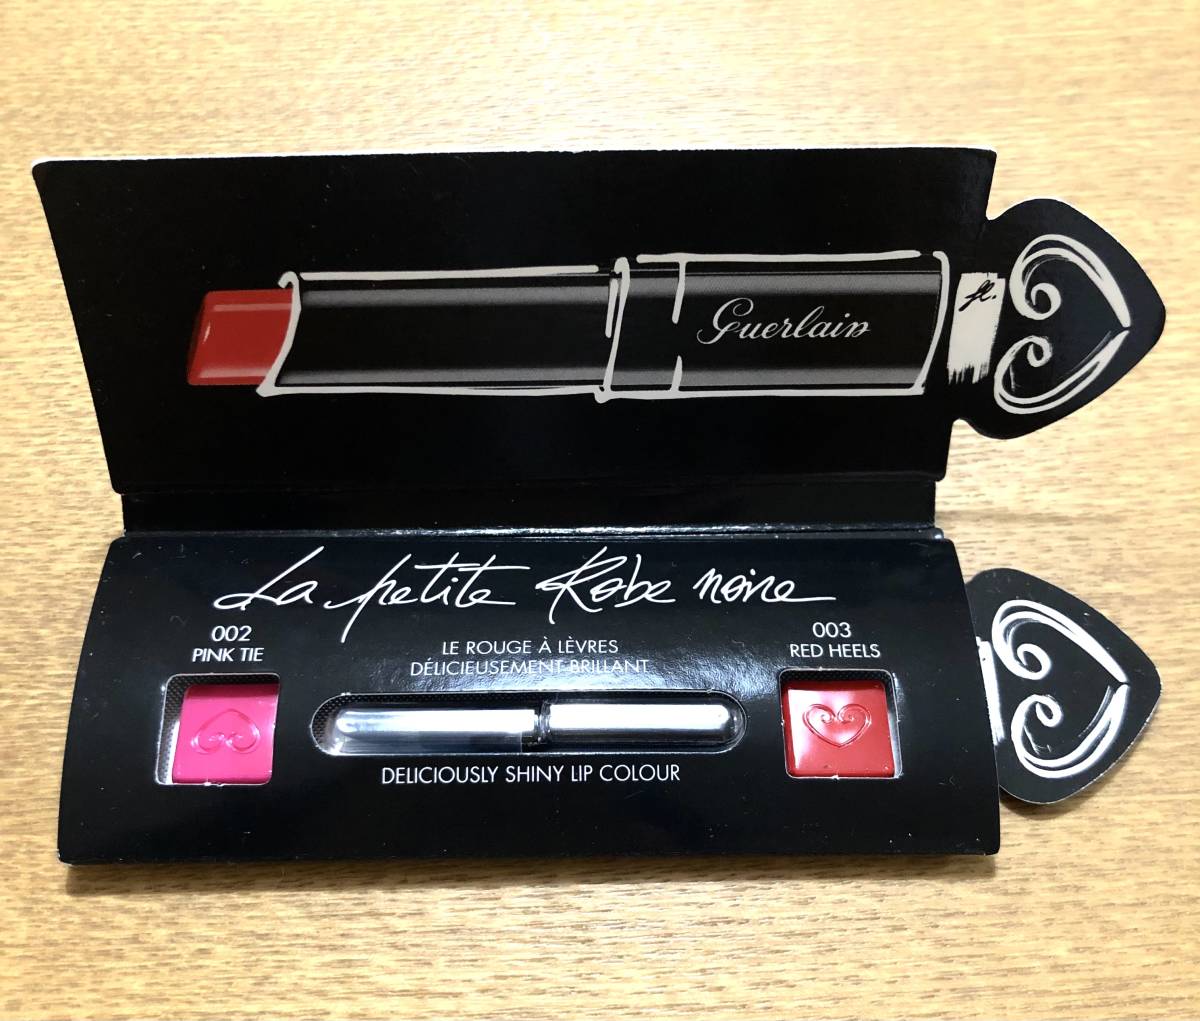 Guerlain
La petite Robe noire
002
PINK TIE
LE ROUGE À LÈVRES
DÉLICIEUSEMENT BRILLANT
003
RED HEELS
DELICIOUSLY SHINY LIP COLOUR